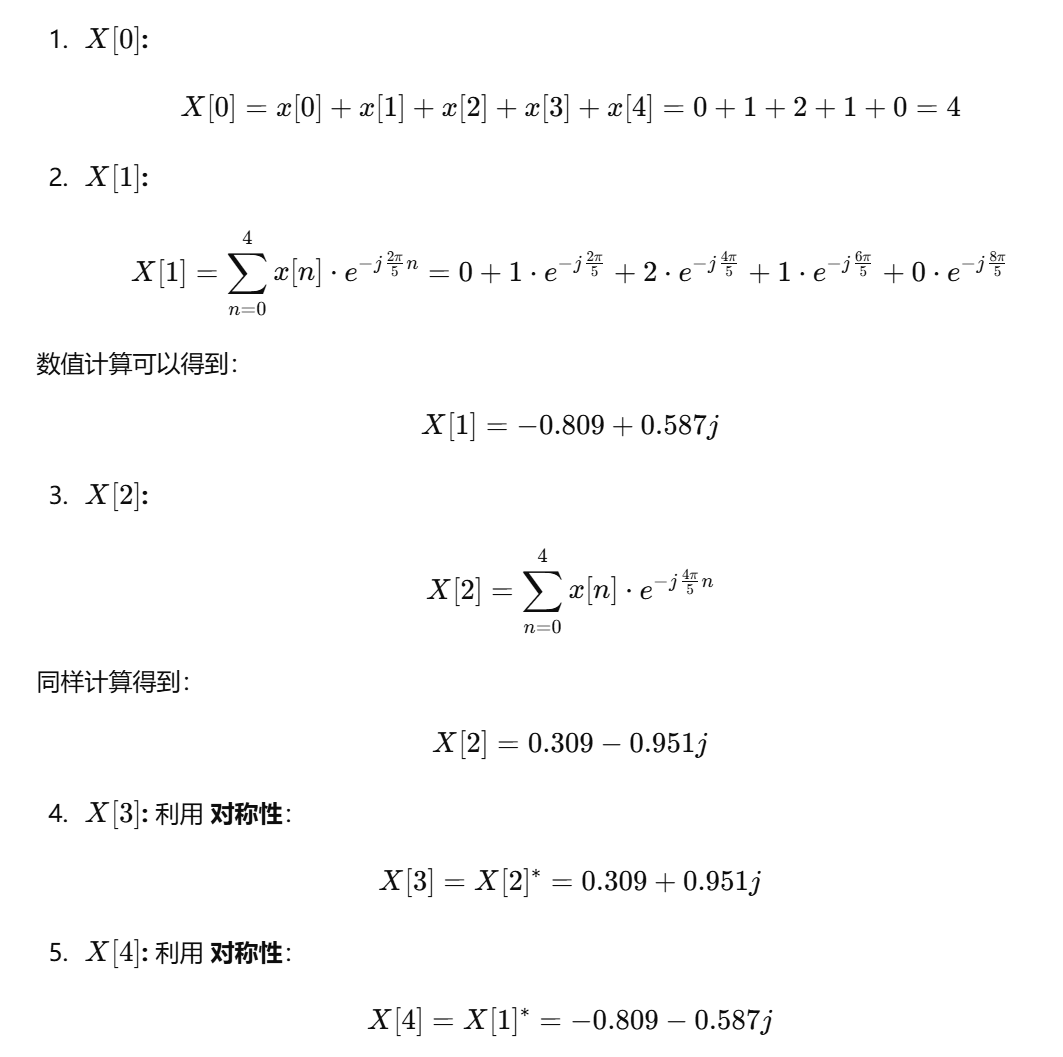 1. X[0]:
X[0] = x[0] + x[1] + x[2] + x[3] + x[4] = 0 + 1 + 2 + 1 + 0 = 4
2. X[1]:
X[1] = \sum_{n=0}^{4} x[n] \cdot e^{-j\frac{2\pi}{5}n} = 0 + 1 \cdot e^{-j\frac{2\pi}{5}} + 2 \cdot e^{-j\frac{4\pi}{5}} + 1 \cdot e^{-j\frac{6\pi}{5}} + 0 \cdot e^{-j\frac{8\pi}{5}}
数值计算可以得到：
X[1] = −0.809 + 0.587j
3. X[2]:
X[2] = \sum_{n=0}^{4} x[n] \cdot e^{-j\frac{4\pi}{5}n}
同样计算得到：
X[2] = 0.309 − 0.951j
4. X[3]: 利用 对称性：
X[3] = X[2]^* = 0.309 + 0.951j
5. X[4]: 利用 对称性：
X[4] = X[1]^* = −0.809 − 0.587j